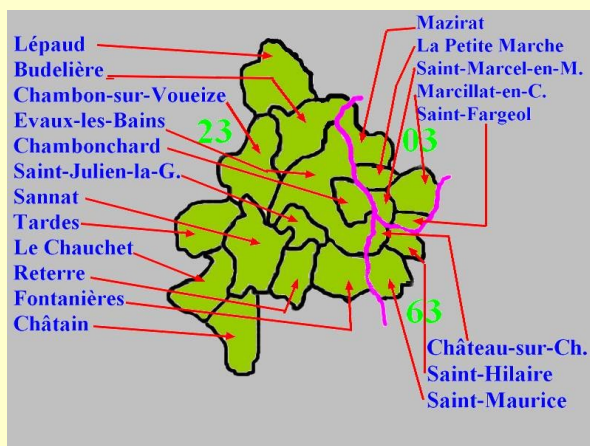 Lépaud
Budelière
Chambon-sur-Voueize
Evaux-les-Bains
Chambonchard
Saint-Julien-la-G.
Sannat
Tardes
Le Chauchet
Reterre
Fontanières
Châtain
23
03
63
Mazirat
La Petite Marche
Saint-Marcel-en-M.
Marcillat-en-C.
Saint-Fargeol
Château-sur-Ch.
Saint-Hilaire
Saint-Maurice